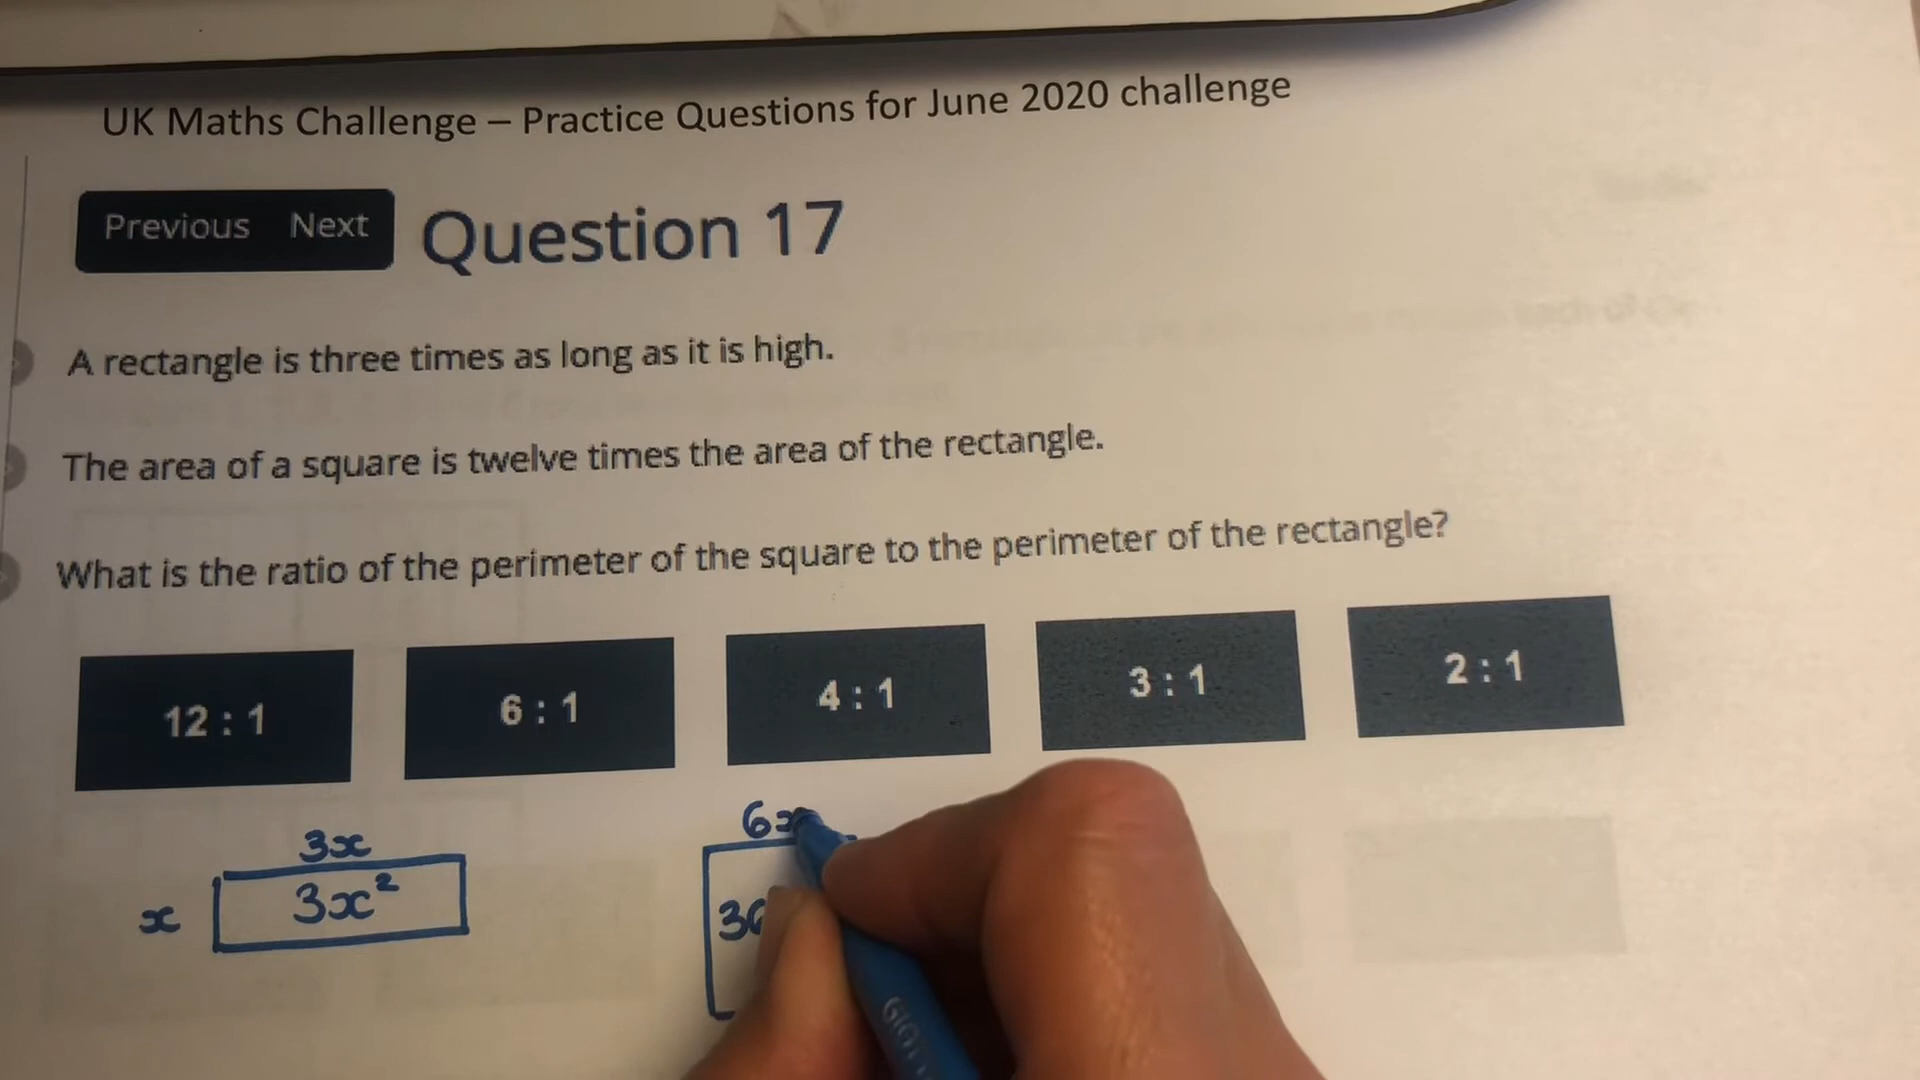 UK Maths Challenge – Practice Questions for June 2020 challenge
Previous Next Question 17
A rectangle is three times as long as it is high.
The area of a square is twelve times the area of the rectangle.
What is the ratio of the perimeter of the square to the perimeter of the rectangle?
12 : 1 6 : 1 4 : 1 3 : 1 2 : 1
3x 6x
x 3x²